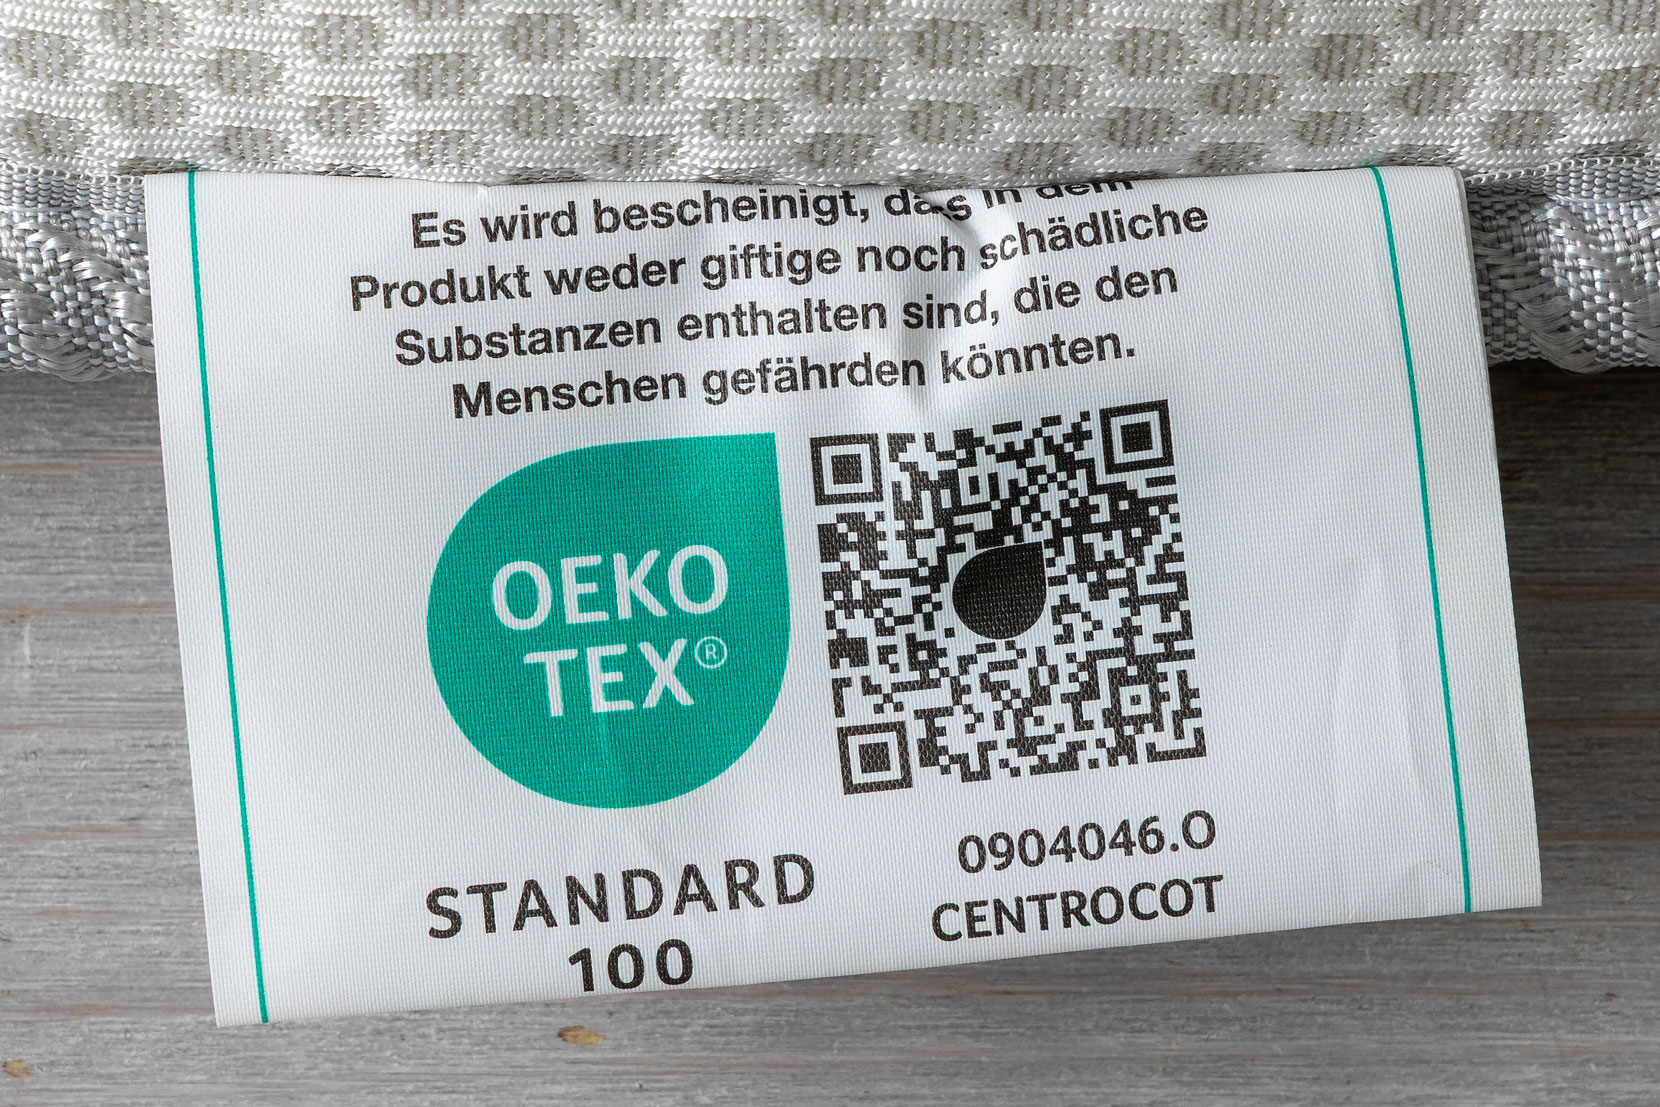 Es wird bescheinigt, dass in dem
Produkt weder giftige noch schädliche
Substanzen enthalten sind, die den
Menschen gefährden könnten.
OEKO
TEX®
STANDARD
100
0904046.O
CENTROCOT